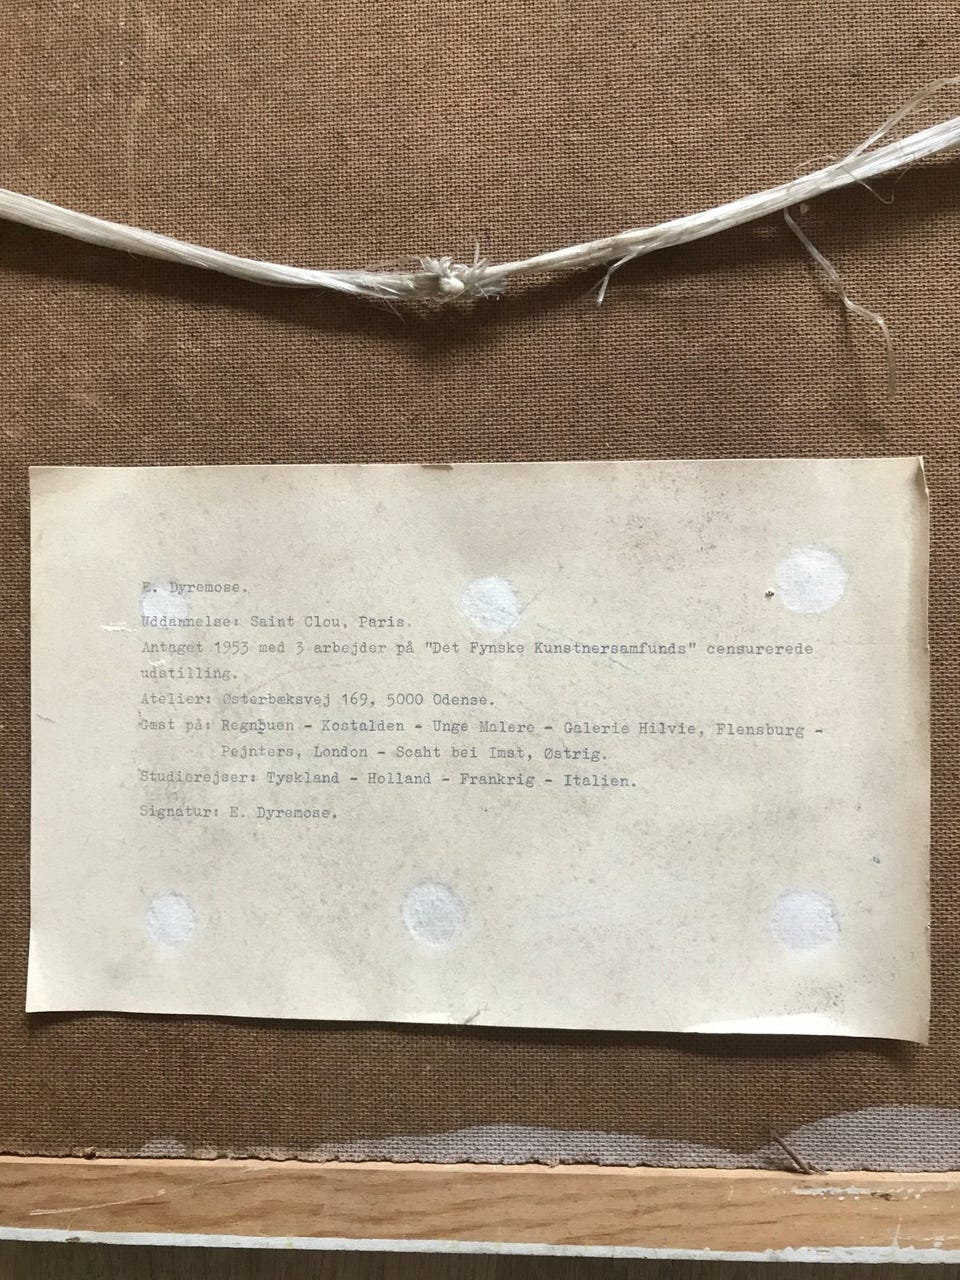 E. Dyremose.
Uddannelse: Saint Clou, Paris.
Antaget 1953 med 3 arbejder på "Det Fynske Kunstnersamfunds" censurerede
udstilling.
Atelier: Østerbæksvej 169, 5000 Odense.
Gæst på: Regnbuen - Kostalden - Unge Malere - Galerie Hilvie, Flensburg -
Pejnters, London - Scaht bei Imst, Østrig.
Studierejser: Tyskland - Holland - Frankrig - Italien.
Signatur: E. Dyremose.